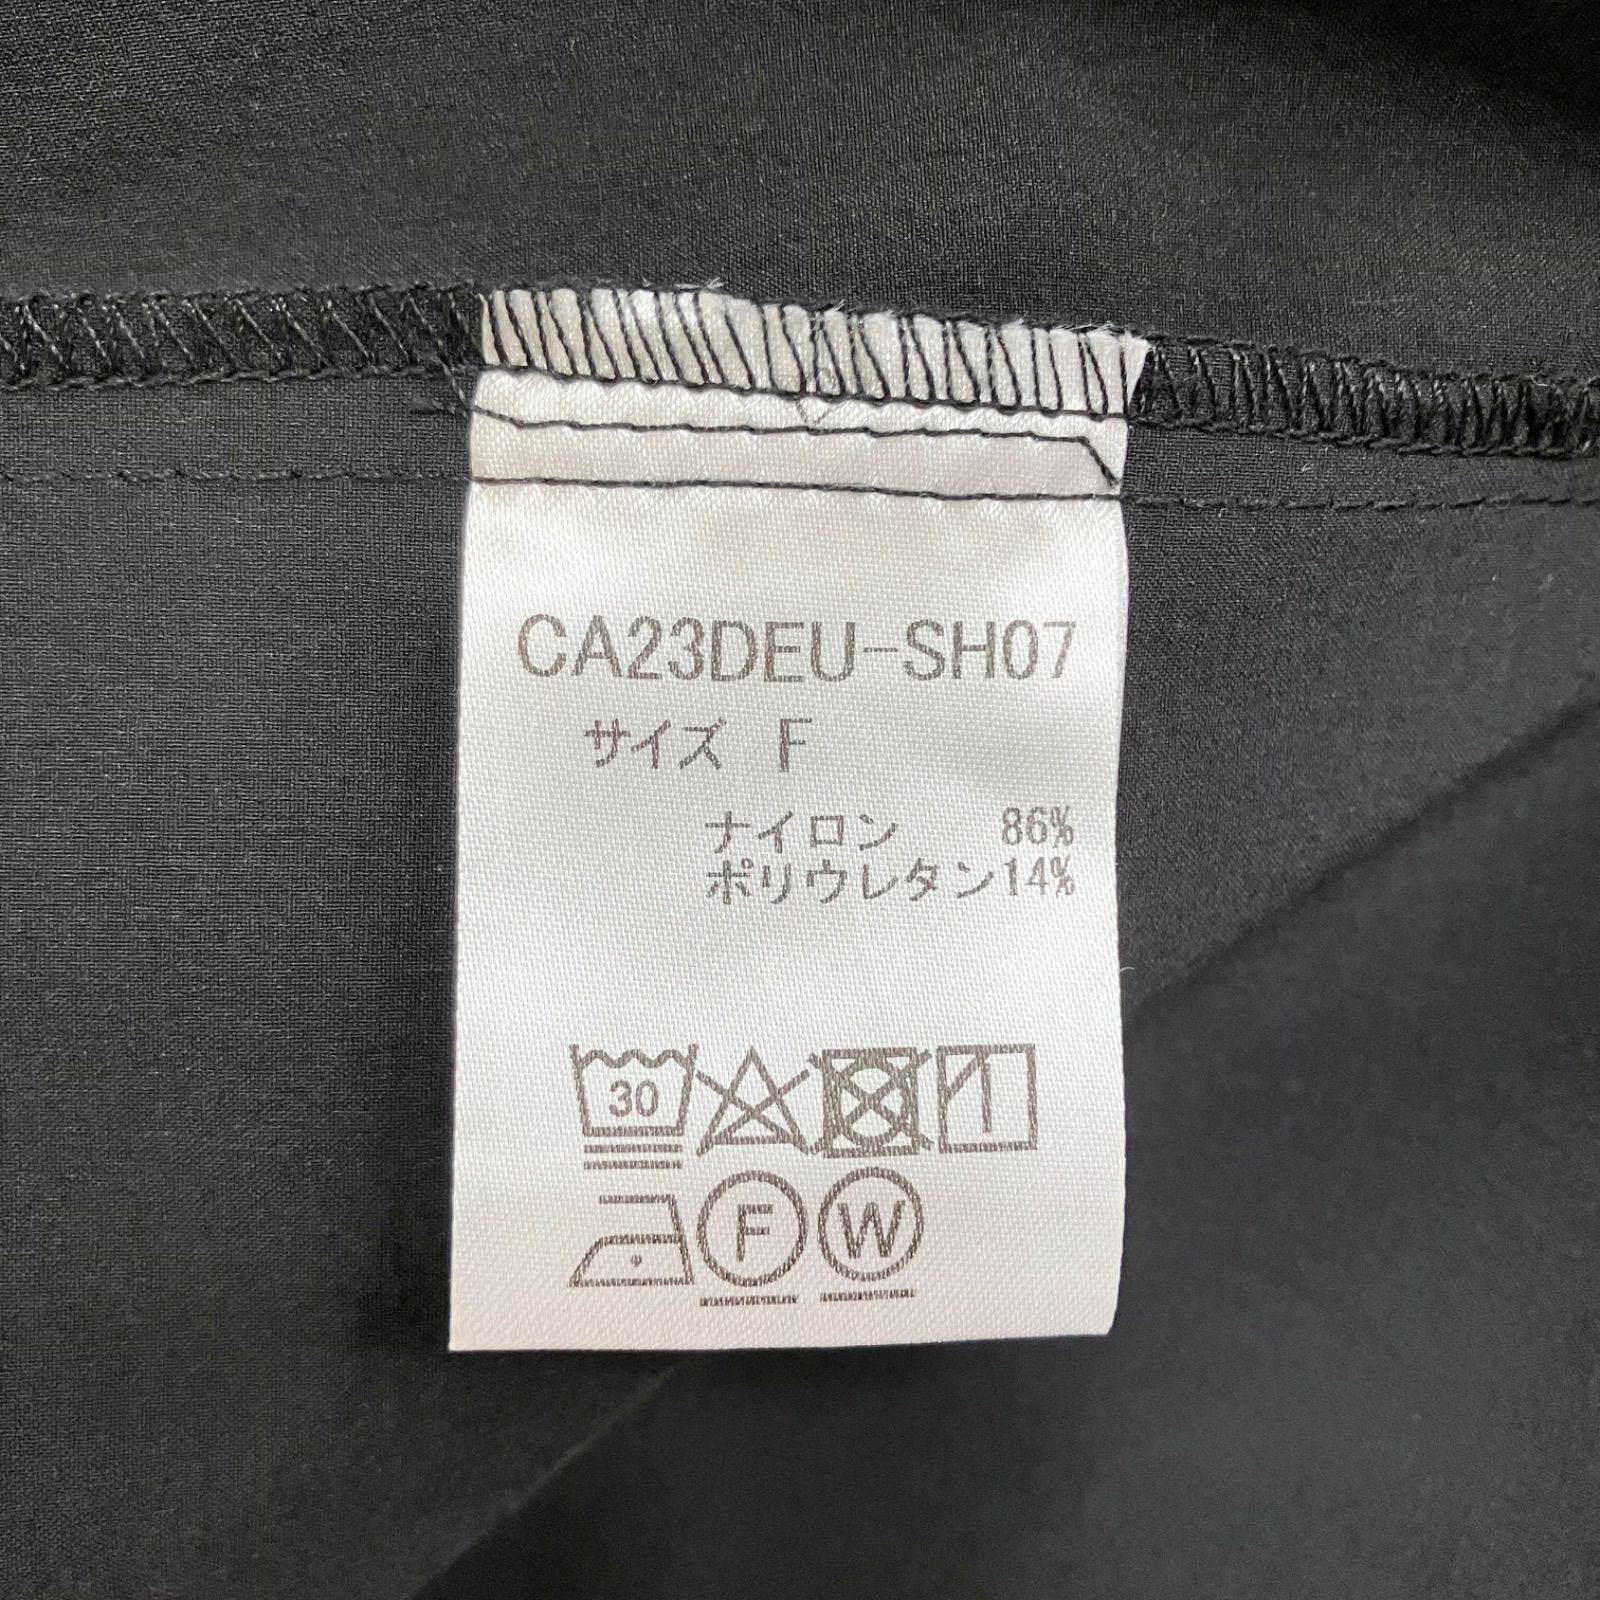 CA23DEU-SH07
サイズ F
ナイロン 86%
ポリウレタン14%
30
F W